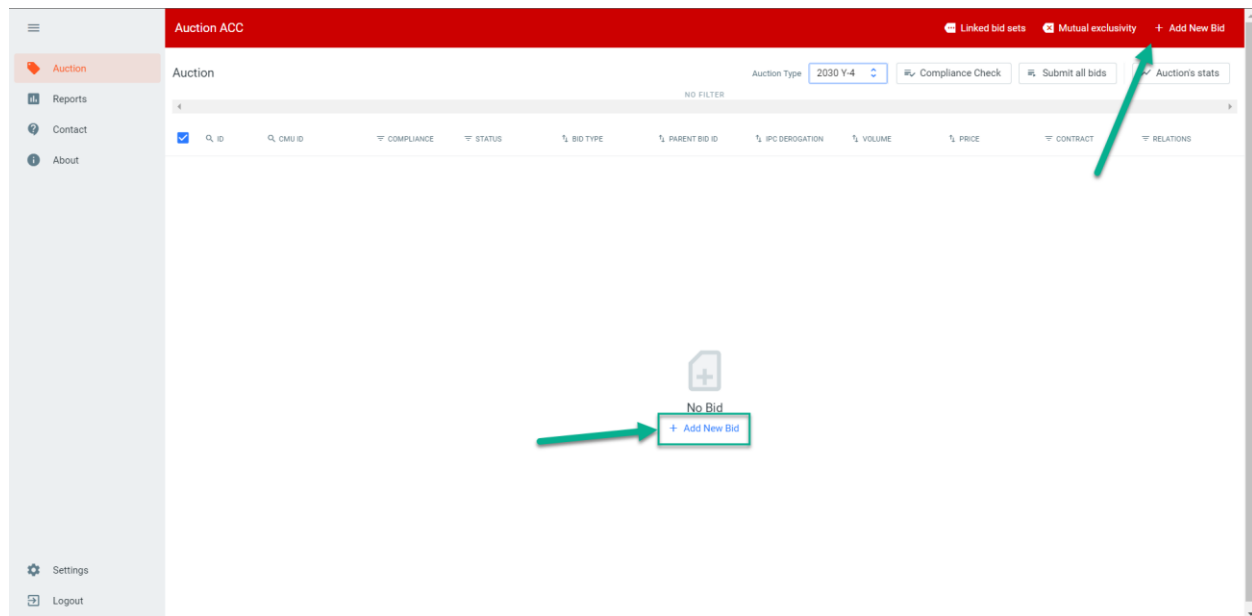 Auction ACC
Linked bid sets
Mutual exclusivity
+ Add New Bid
Auction
Reports
Contact
About
Auction
Auction Type
2030 Y-4
Compliance Check
Submit all bids
Auction's stats
NO FILTER
ID
CMU ID
COMPLIANCE
STATUS
BID TYPE
PARENT BID ID
IPC DEROGATION
VOLUME
PRICE
CONTRACT
RELATIONS
No Bid
+ Add New Bid
Settings
Logout